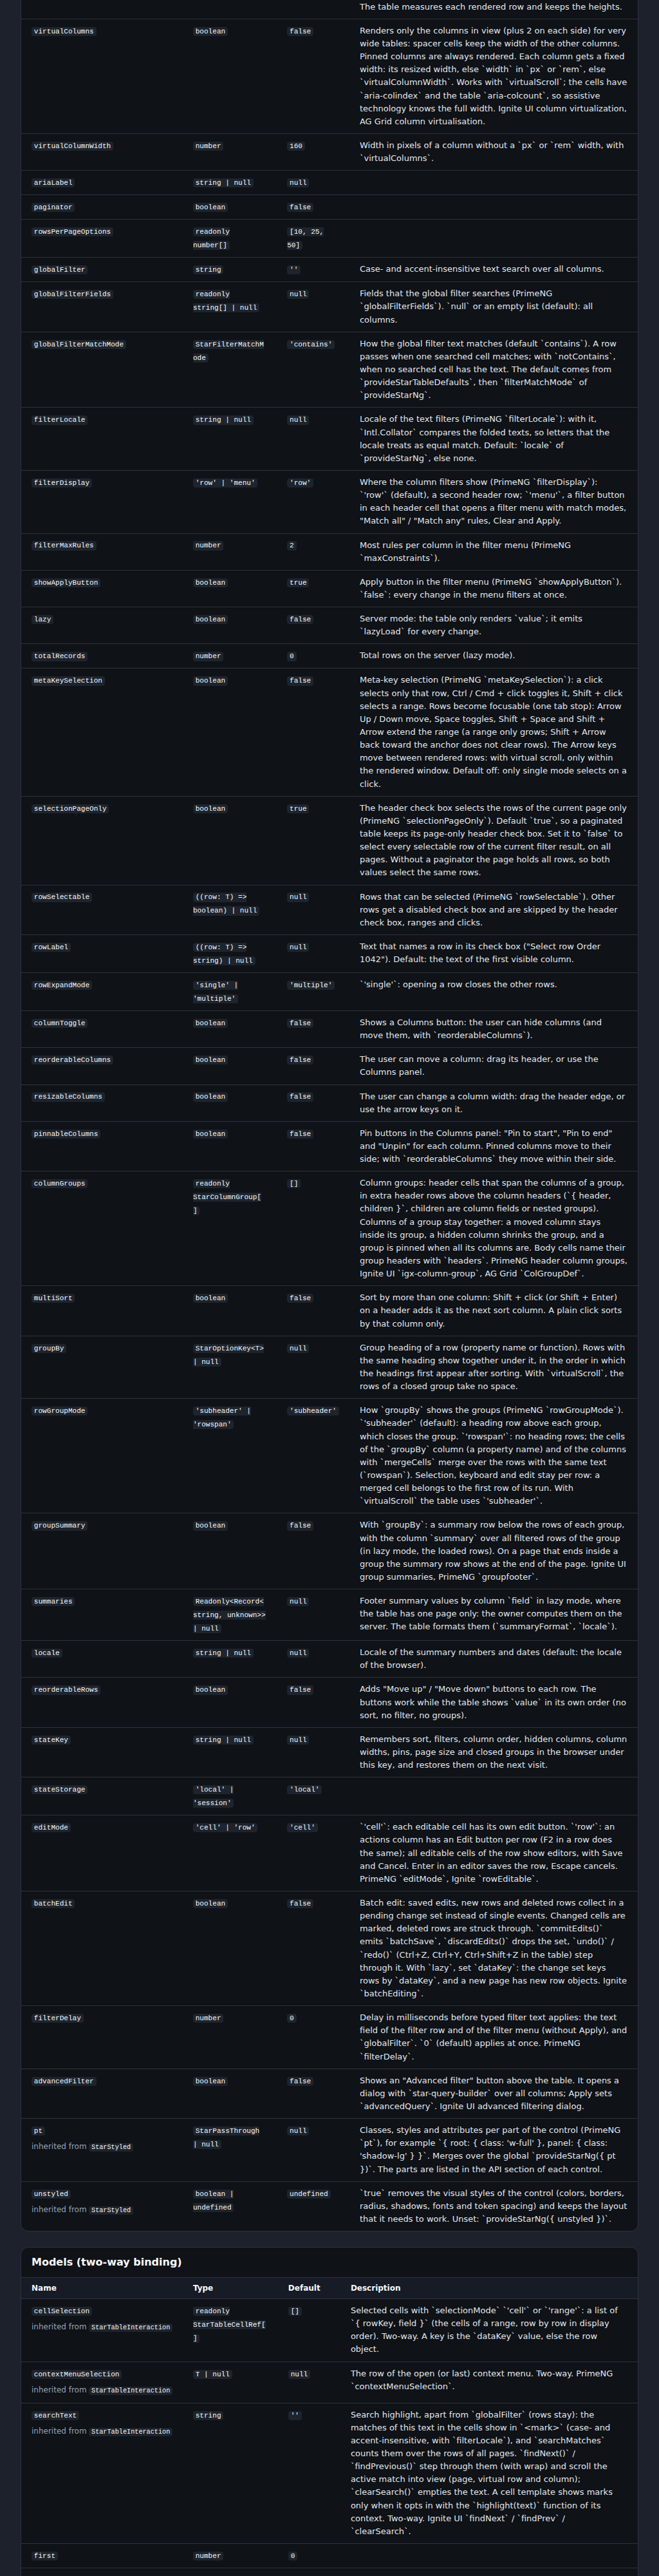 The table measures each rendered row and keeps the heights.
virtualColumns boolean false Renders only the columns in view (plus 2 on each side) for very
wide tables: spacer cells keep the width of the other columns.
Pinned columns are always rendered. Each column gets a fixed
width: its resized width, else `width` in `px` or `rem`, else
`virtualColumnWidth`. Works with `virtualScroll`; the cells have
`aria-colindex` and the table `aria-colcount`, so assistive
technology knows the full width. Ignite UI column virtualization,
AG Grid column virtualisation.
virtualColumnWidth number 160 Width in pixels of a column without a `px` or `rem` width, with
`virtualColumns`.
ariaLabel string | null null
paginator boolean false
rowsPerPageOptions readonly [10, 25,
number[] 50]
globalFilter string '' Case- and accent-insensitive text search over all columns.
globalFilterFields readonly null Fields that the global filter searches (PrimeNG
string[] | null `globalFilterFields`). `null` or an empty list (default): all
columns.
globalFilterMatchMode StarFilterMatchM 'contains' How the global filter text matches (default `contains`). A row
ode passes when one searched cell matches; with `notContains`,
when no searched cell has the text. The default comes from
`provideStarTableDefaults`, then `filterMatchMode` of
`provideStarNg`.
filterLocale string | null null Locale of the text filters (PrimeNG `filterLocale`): with it,
`Intl.Collator` compares the folded texts, so letters that the
locale treats as equal match. Default: `locale` of
`provideStarNg`, else none.
filterDisplay 'row' | 'menu' 'row' Where the column filters show (PrimeNG `filterDisplay`):
`'row'` (default), a second header row; `'menu'`, a filter button
in each header cell that opens a filter menu with match modes,
"Match all" / "Match any" rules, Clear and Apply.
filterMaxRules number 2 Most rules per column in the filter menu (PrimeNG
`maxConstraints`).
showApplyButton boolean true Apply button in the filter menu (PrimeNG `showApplyButton`).
`false`: every change in the menu filters at once.
lazy boolean false Server mode: the table only renders `value`; it emits
`lazyLoad` for every change.
totalRecords number 0 Total rows on the server (lazy mode).
metaKeySelection boolean false Meta-key selection (PrimeNG `metaKeySelection`): a click
selects only that row, Ctrl / Cmd + click toggles it, Shift + click
selects a range. Rows become focusable (one tab stop): Arrow
Up / Down move, Space toggles, Shift + Space and Shift +
Arrow extend the range (a range only grows; Shift + Arrow
back toward the anchor does not clear rows). The Arrow keys
move between rendered rows: with virtual scroll, only within
the rendered window. Default off: only single mode selects on a
click.
selectionPageOnly boolean true The header check box selects the rows of the current page only
(PrimeNG `selectionPageOnly`). Default `true`, so a paginated
table keeps its page-only header check box. Set it to `false` to
select every selectable row of the current filter result, on all
pages. Without a paginator the page holds all rows, so both
values select the same rows.
rowSelectable ((row: T) => null Rows that can be selected (PrimeNG `rowSelectable`). Other
boolean) | null rows get a disabled check box and are skipped by the header
check box, ranges and clicks.
rowLabel ((row: T) => null Text that names a row in its check box ("Select row Order
string) | null 1042"). Default: the text of the first visible column.
rowExpandMode 'single' | 'multiple' `'single'`: opening a row closes the other rows.
'multiple'
columnToggle boolean false Shows a Columns button: the user can hide columns (and
move them, with `reorderableColumns`).
reorderableColumns boolean false The user can move a column: drag its header, or use the
Columns panel.
resizableColumns boolean false The user can change a column width: drag the header edge, or
use the arrow keys on it.
pinnableColumns boolean false Pin buttons in the Columns panel: "Pin to start", "Pin to end"
and "Unpin" for each column. Pinned columns move to their
side; with `reorderableColumns` they move within their side.
columnGroups readonly [] Column groups: header cells that span the columns of a group,
StarColumnGroup[ in extra header rows above the column headers (`{ header,
] children }`, children are column fields or nested groups).
Columns of a group stay together: a moved column stays
inside its group, a hidden column shrinks the group, and a
group is pinned when all its columns are. Body cells name their
group headers with `headers`. PrimeNG header column groups,
Ignite UI `igx-column-group`, AG Grid `ColGroupDef`.
multiSort boolean false Sort by more than one column: Shift + click (or Shift + Enter)
on a header adds it as the next sort column. A plain click sorts
by that column only.
groupBy StarOptionKey<T> null Group heading of a row (property name or function). Rows with
| null the same heading show together under it, in the order in which
the headings first appear after sorting. With `virtualScroll`, the
rows of a closed group take no space.
rowGroupMode 'subheader' | 'subheader' How `groupBy` shows the groups (PrimeNG `rowGroupMode`).
'rowspan' `'subheader'` (default): a heading row above each group,
which closes the group. `'rowspan'`: no heading rows; the cells
of the `groupBy` column (a property name) and of the columns
with `mergeCells` merge over the rows with the same text
(`rowspan`). Selection, keyboard and edit stay per row: a
merged cell belongs to the first row of its run. With
`virtualScroll` the table uses `'subheader'`.
groupSummary boolean false With `groupBy`: a summary row below the rows of each group,
with the column `summary` over all filtered rows of the group
(in lazy mode, the loaded rows). On a page that ends inside a
group the summary row shows at the end of the page. Ignite UI
group summaries, PrimeNG `groupfooter`.
summaries Readonly<Record< null Footer summary values by column `field` in lazy mode, where
string, unknown>> the table has one page only: the owner computes them on the
| null server. The table formats them (`summaryFormat`, `locale`).
locale string | null null Locale of the summary numbers and dates (default: the locale
of the browser).
reorderableRows boolean false Adds "Move up" / "Move down" buttons to each row. The
buttons work while the table shows `value` in its own order (no
sort, no filter, no groups).
stateKey string | null null Remembers sort, filters, column order, hidden columns, column
widths, pins, page size and closed groups in the browser under
this key, and restores them on the next visit.
stateStorage 'local' | 'local'
'session'
editMode 'cell' | 'row' 'cell' `'cell'`: each editable cell has its own edit button. `'row'`: an
actions column has an Edit button per row (F2 in a row does
the same); all editable cells of the row show editors, with Save
and Cancel. Enter in an editor saves the row, Escape cancels.
PrimeNG `editMode`, Ignite `rowEditable`.
batchEdit boolean false Batch edit: saved edits, new rows and deleted rows collect in a
pending change set instead of single events. Changed cells are
marked, deleted rows are struck through. `commitEdits()`
emits `batchSave`, `discardEdits()` drops the set, `undo()` /
`redo()` (Ctrl+Z, Ctrl+Y, Ctrl+Shift+Z in the table) step
through it. With `lazy`, set `dataKey`: the change set keys
rows by `dataKey`, and a new page has new row objects. Ignite
`batchEditing`.
filterDelay number 0 Delay in milliseconds before typed filter text applies: the text
field of the filter row and of the filter menu (without Apply), and
`globalFilter`. `0` (default) applies at once. PrimeNG
`filterDelay`.
advancedFilter boolean false Shows an "Advanced filter" button above the table. It opens a
dialog with `star-query-builder` over all columns; Apply sets
`advancedQuery`. Ignite UI advanced filtering dialog.
pt StarPassThrough null Classes, styles and attributes per part of the control (PrimeNG
inherited from StarStyled | null `pt`), for example `{ root: { class: 'w-full' }, panel: { class:
'shadow-lg' } }`. Merges over the global `provideStarNg({ pt
})`. The parts are listed in the API section of each control.
unstyled boolean | undefined `true` removes the visual styles of the control (colors, borders,
inherited from StarStyled undefined radius, shadows, fonts and token spacing) and keeps the layout
that it needs to work. Unset: `provideStarNg({ unstyled })`.
Models (two-way binding)
Name Type Default Description
cellSelection readonly [] Selected cells with `selectionMode` `'cell'` or `'range'`: a list of
inherited from StarTableInteraction StarTableCellRef[ `{ rowKey, field }` (the cells of a range, row by row in display
] order). Two-way. A key is the `dataKey` value, else the row
object.
contextMenuSelection T | null null The row of the open (or last) context menu. Two-way. PrimeNG
inherited from StarTableInteraction `contextMenuSelection`.
searchText string '' Search highlight, apart from `globalFilter` (rows stay): the
inherited from StarTableInteraction matches of this text in the cells show in `<mark>` (case- and
accent-insensitive, with `filterLocale`), and `searchMatches`
counts them over the rows of all pages. `findNext()` /
`findPrevious()` step through them (with wrap) and scroll the
active match into view (page, virtual row and column);
`clearSearch()` empties the text. A cell template shows marks
only when it opts in with the `highlight(text)` function of its
context. Two-way. Ignite UI `findNext` / `findPrev` /
`clearSearch`.
first number 0